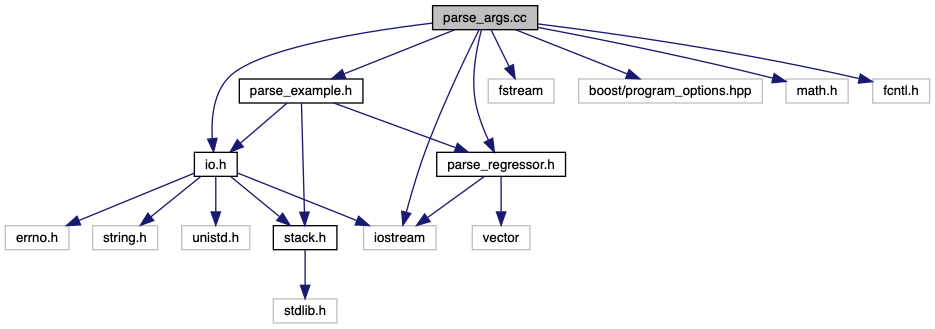 parse_args.cc
parse_example.h
fstream
boost/program_options.hpp
math.h
fcntl.h
io.h
parse_regressor.h
errno.h
string.h
unistd.h
stack.h
iostream
vector
stdlib.h